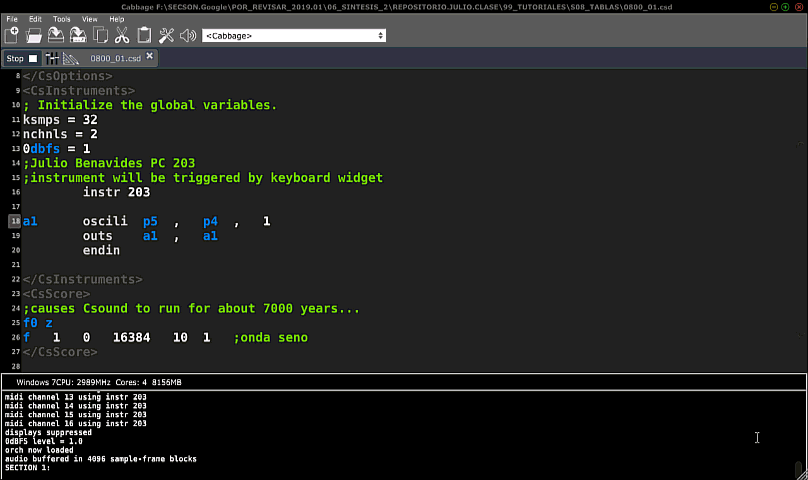 Cabbage F:\SECSON.Google\POR_REVISAR_2019.01\06_SINTESIS_2\REPOSITORIO.JULIO.CLASE\99_TUTORIALES\S08_TABLAS\0800_01.csd
File Edit Tools View Help
<Cabbage>
Stop 0800_01.csd
8 </CsOptions>
9 <CsInstruments>
10 ; Initialize the global variables.
11 ksmps = 32
12 nchnls = 2
13 0dbfs = 1
14 ;Julio Benavides PC 203
15 ;instrument will be triggered by keyboard widget
16 instr 203
17
18 a1 oscili p5 , p4 , 1
19 outs a1 , a1
20 endin
21
22 </CsInstruments>
23 <CsScore>
24 ;causes Csound to run for about 7000 years...
25 f0 z
26 f 1 0 16384 10 1 ;onda seno
27 </CsScore>
28
Windows 7CPU: 2989MHz Cores: 4 8156MB
midi channel 13 using instr 203
midi channel 14 using instr 203
midi channel 15 using instr 203
midi channel 16 using instr 203
displays suppressed
0dBFS level = 1.0
orch now loaded
audio buffered in 4096 sample-frame blocks
SECTION 1: